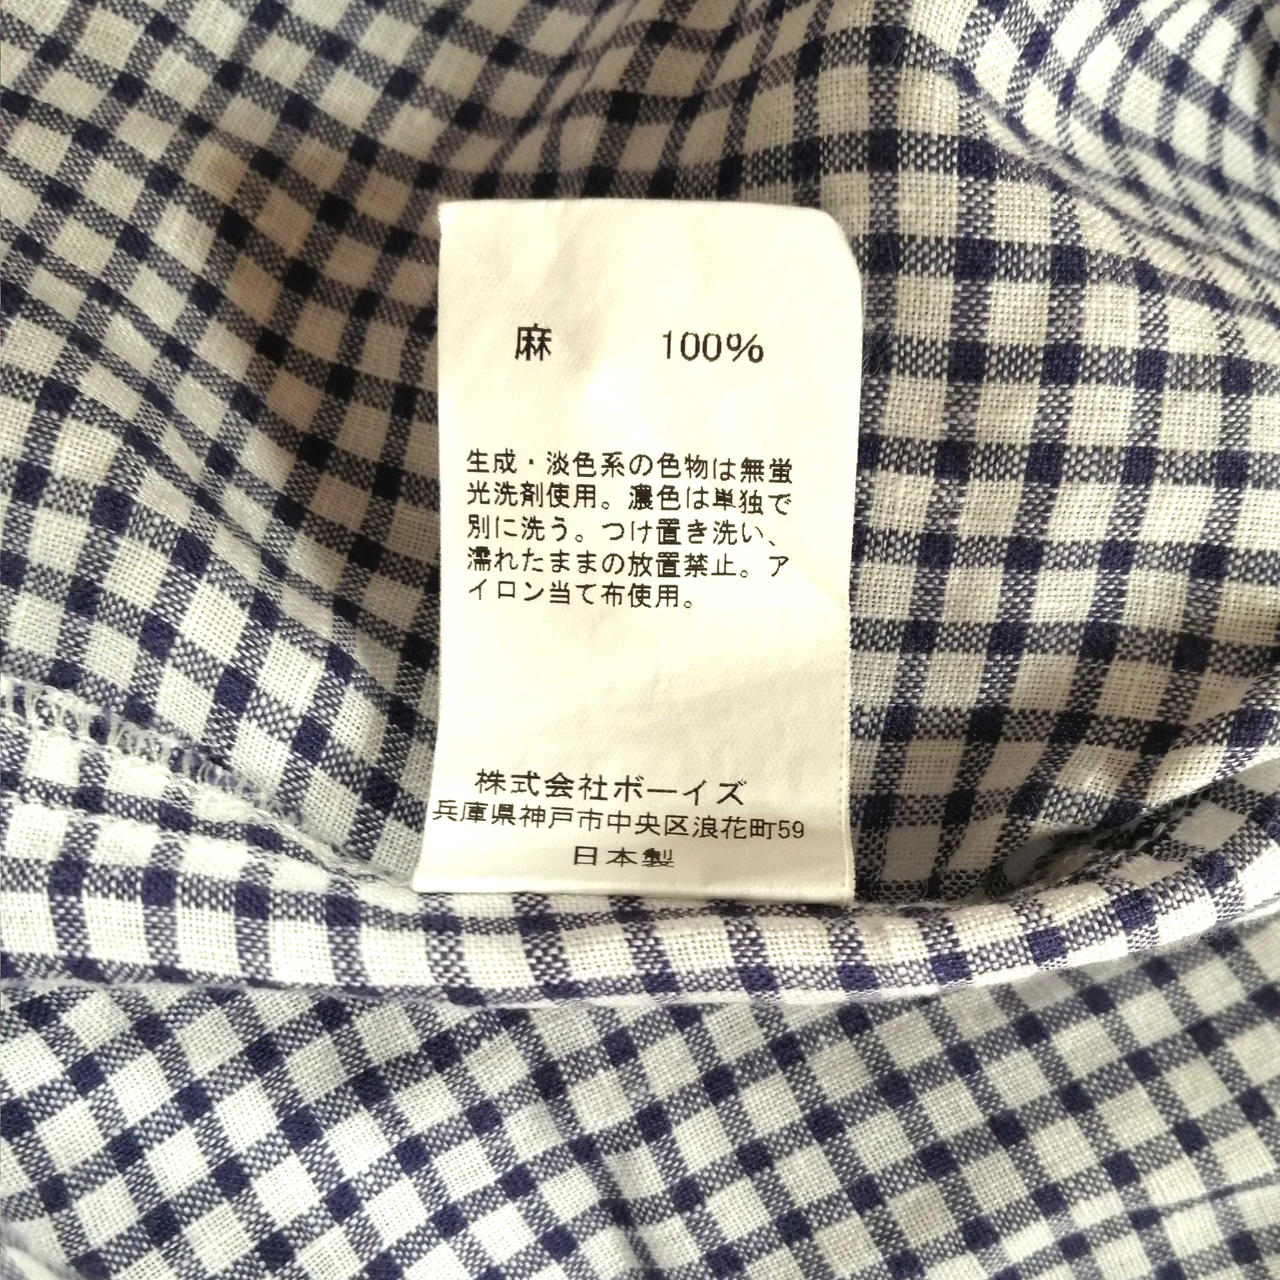 麻 100%
生成・淡色系の色物は無蛍
光洗剤使用。濃色は単独で
別に洗う。つけ置き洗い、
濡れたままの放置禁止。ア
イロン当て布使用。
株式会社ボーイズ
兵庫県神戸市中央区浪花町59
日本製